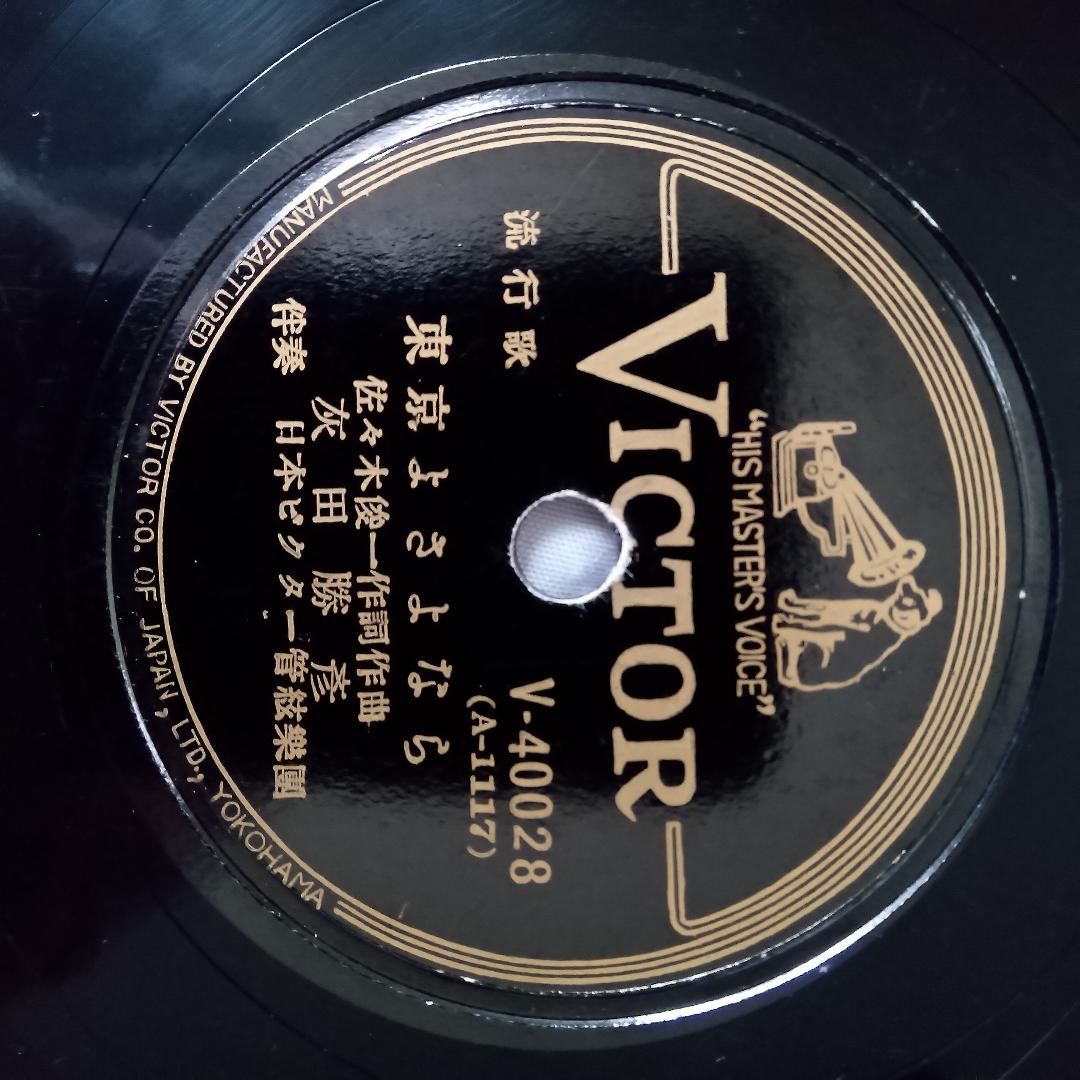 “HIS MASTER'S VOICE”
VICTOR
流行歌
V-40028
(A-1117)
東京よさよなら
佐々木俊一作詞作曲
灰田勝彦
伴奏 日本ビクター管絃樂團
MANUFACTURED BY VICTOR CO. OF JAPAN, LTD., YOKOHAMA